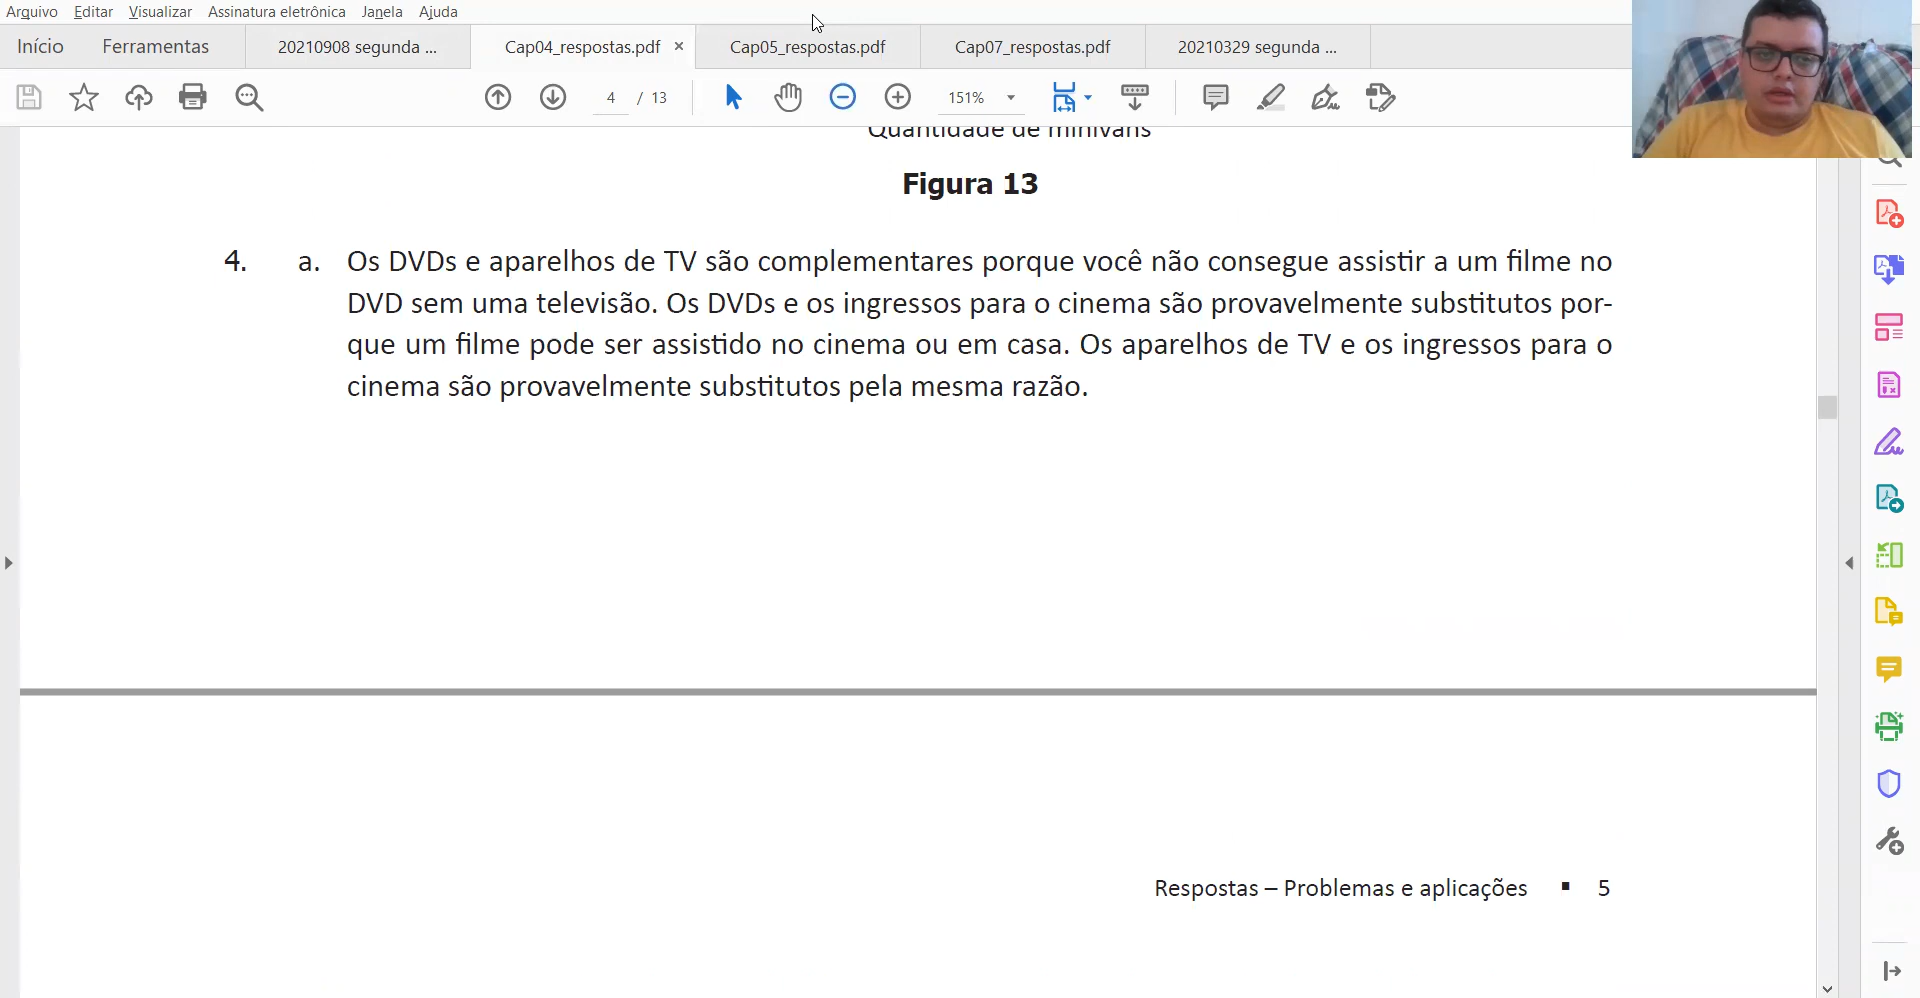 Arquivo Editar Visualizar Assinatura eletrônica Janela Ajuda
Início Ferramentas 20210908 segunda ... Cap04_respostas.pdf × Cap05_respostas.pdf Cap07_respostas.pdf 20210329 segunda ...
4 / 13 151%
Quantidade de minivans
Figura 13
4. a. Os DVDs e aparelhos de TV são complementares porque você não consegue assistir a um filme no
DVD sem uma televisão. Os DVDs e os ingressos para o cinema são provavelmente substitutos por-
que um filme pode ser assistido no cinema ou em casa. Os aparelhos de TV e os ingressos para o
cinema são provavelmente substitutos pela mesma razão.
Respostas – Problemas e aplicações ▪ 5